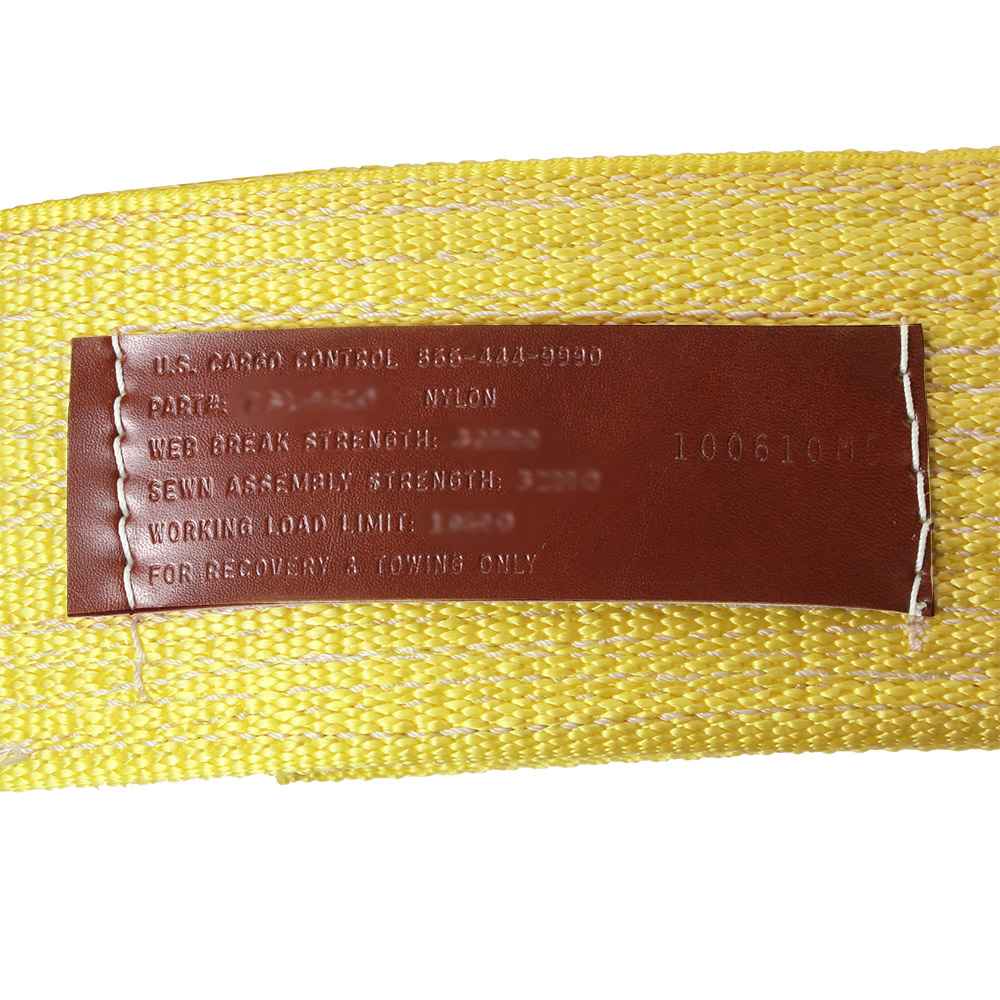 U.S. CARGO CONTROL 866-444-9990
PART#: NYLON
WEB BREAK STRENGTH:
SEWN ASSEMBLY STRENGTH:
WORKING LOAD LIMIT:
FOR RECOVERY & TOWING ONLY